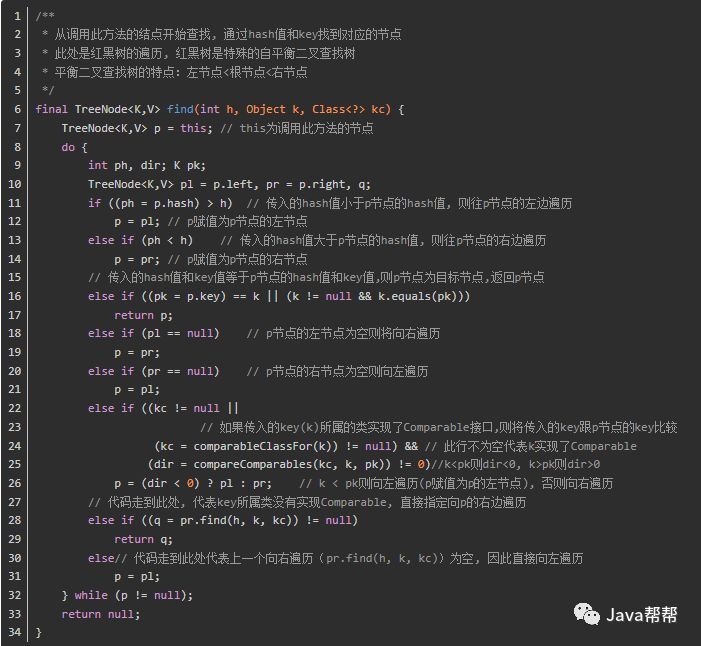 1 /**
2  * 从调用此方法的结点开始查找, 通过hash值和key找到对应的节点
3  * 此处是红黑树的遍历, 红黑树是特殊的自平衡二叉查找树
4  * 平衡二叉查找树的特点: 左节点<根节点<右节点
5  */
6 final TreeNode<K,V> find(int h, Object k, Class<?> kc) {
7     TreeNode<K,V> p = this; // this为调用此方法的节点
8     do {
9         int ph, dir; K pk;
10         TreeNode<K,V> pl = p.left, pr = p.right, q;
11         if ((ph = p.hash) > h)  // 传入的hash值小于p节点的hash值, 则往p节点的左边遍历
12             p = pl; // p赋值为p节点的左节点
13         else if (ph < h)    // 传入的hash值大于p节点的hash值, 则往p节点的右边遍历
14             p = pr; // p赋值为p节点的右节点
15         // 传入的hash值和key值等于p节点的hash值和key值,则p节点为目标节点,返回p节点
16         else if ((pk = p.key) == k || (k != null && k.equals(pk)))
17             return p;
18         else if (pl == null)    // p节点的左节点为空则将向右遍历
19             p = pr;
20         else if (pr == null)    // p节点的右节点为空则向左遍历
21             p = pl;
22         else if ((kc != null ||
23                          // 如果传入的key(k)所属的类实现了Comparable接口,则将传入的key跟p节点的key比较
24                   (kc = comparableClassFor(k)) != null) && // 此行不为空代表k实现了Comparable
25                  (dir = compareComparables(kc, k, pk)) != 0)//k<pk则dir<0, k>pk则dir>0
26             p = (dir < 0) ? pl : pr;    // k < pk则向左遍历(p赋值为p的左节点), 否则向右遍历
27         // 代码走到此处, 代表key所属类没有实现Comparable, 直接指定向p的右边遍历
28         else if ((q = pr.find(h, k, kc)) != null)
29             return q;
30         else// 代码走到此处代表上一个向右遍历（pr.find(h, k, kc)）为空, 因此直接向左遍历
31             p = pl;
32     } while (p != null);
33     return null;
34 }
Java帮帮